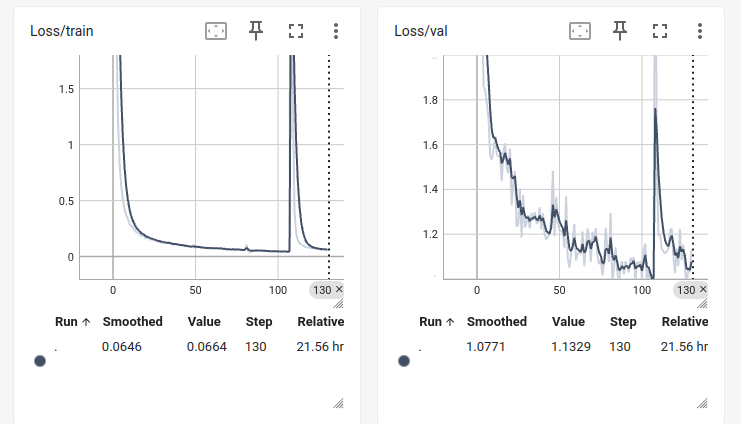 Loss/train
1.5
1
0.5
0
0 50 100 130 ×
Run ↑ Smoothed Value Step Relative
. 0.0646 0.0664 130 21.56 hr
Loss/val
1.8
1.6
1.4
1.2
0 50 100 130 ×
Run ↑ Smoothed Value Step Relative
. 1.0771 1.1329 130 21.56 hr